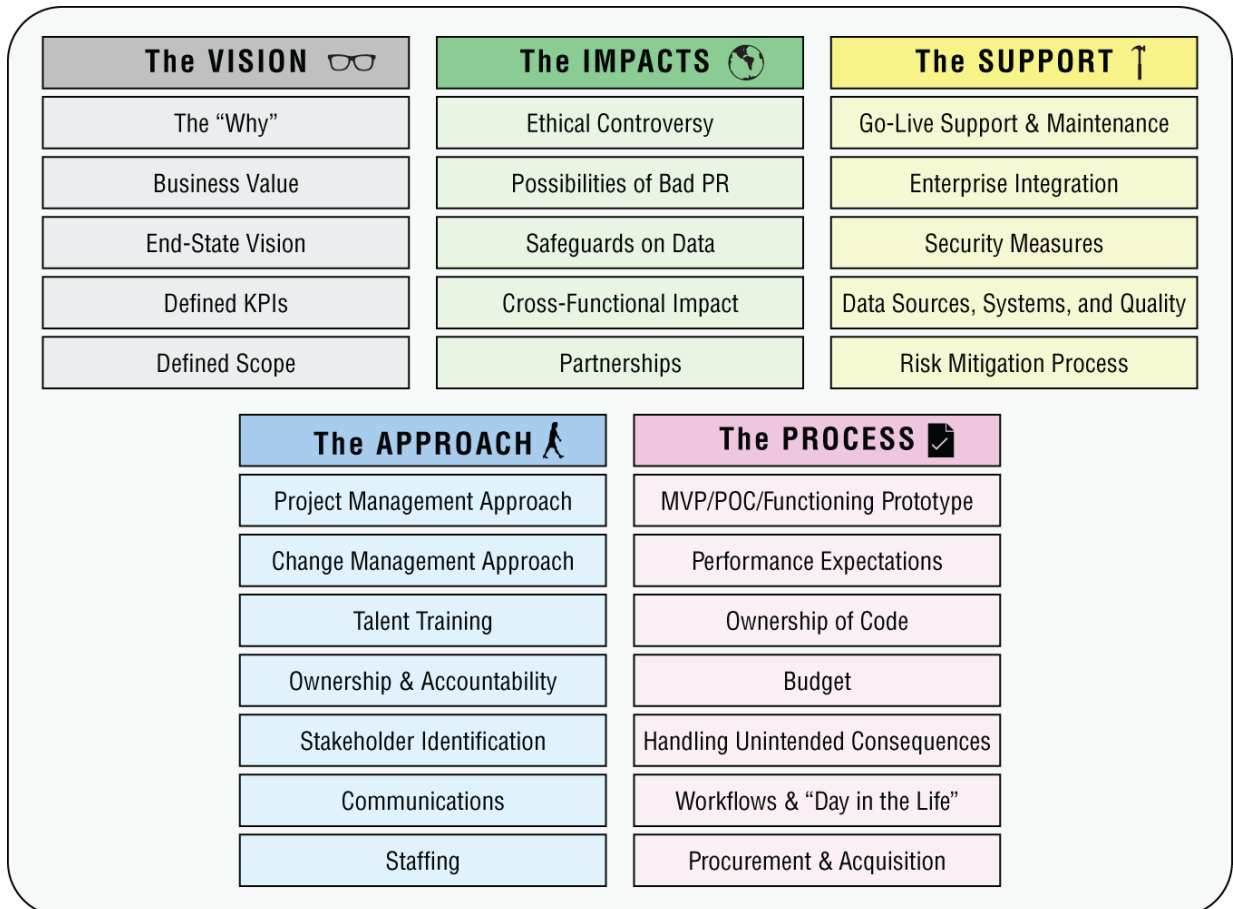 The VISION
The “Why”
Business Value
End-State Vision
Defined KPIs
Defined Scope
The IMPACTS
Ethical Controversy
Possibilities of Bad PR
Safeguards on Data
Cross-Functional Impact
Partnerships
The SUPPORT
Go-Live Support & Maintenance
Enterprise Integration
Security Measures
Data Sources, Systems, and Quality
Risk Mitigation Process
The APPROACH
Project Management Approach
Change Management Approach
Talent Training
Ownership & Accountability
Stakeholder Identification
Communications
Staffing
The PROCESS
MVP/POC/Functioning Prototype
Performance Expectations
Ownership of Code
Budget
Handling Unintended Consequences
Workflows & “Day in the Life”
Procurement & Acquisition